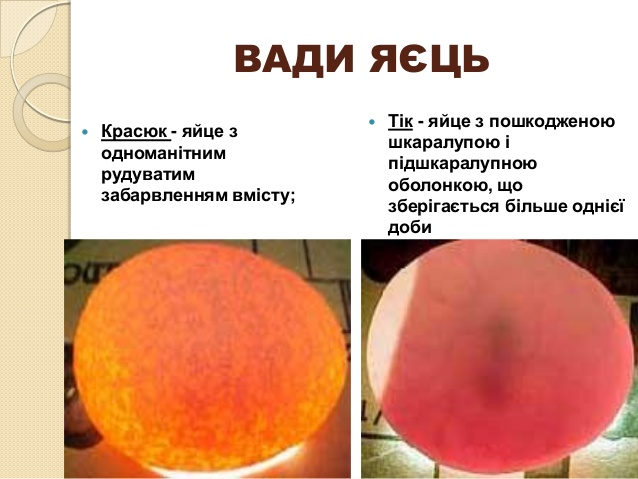 ВАДИ ЯЄЦЬ
Красюк - яйце з
одноманітним
рудуватим
забарвленням вмісту;
Тік - яйце з пошкодженою
шкаралупою і
підшкаралупною
оболонкою, що
зберігається більше однієї
доби